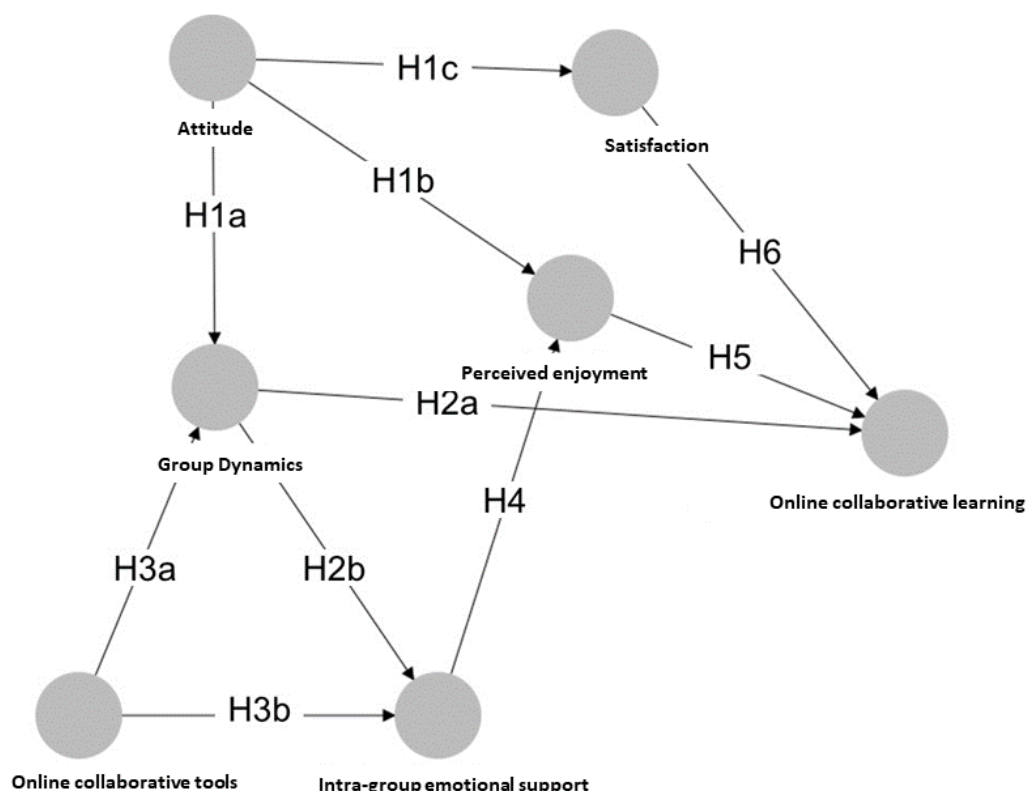 H1c
Attitude
Satisfaction
H1b
H1a
H6
H5
Perceived enjoyment
H2a
Group Dynamics
H4
Online collaborative learning
H3a
H2b
H3b
Online collaborative tools
Intra-group emotional support